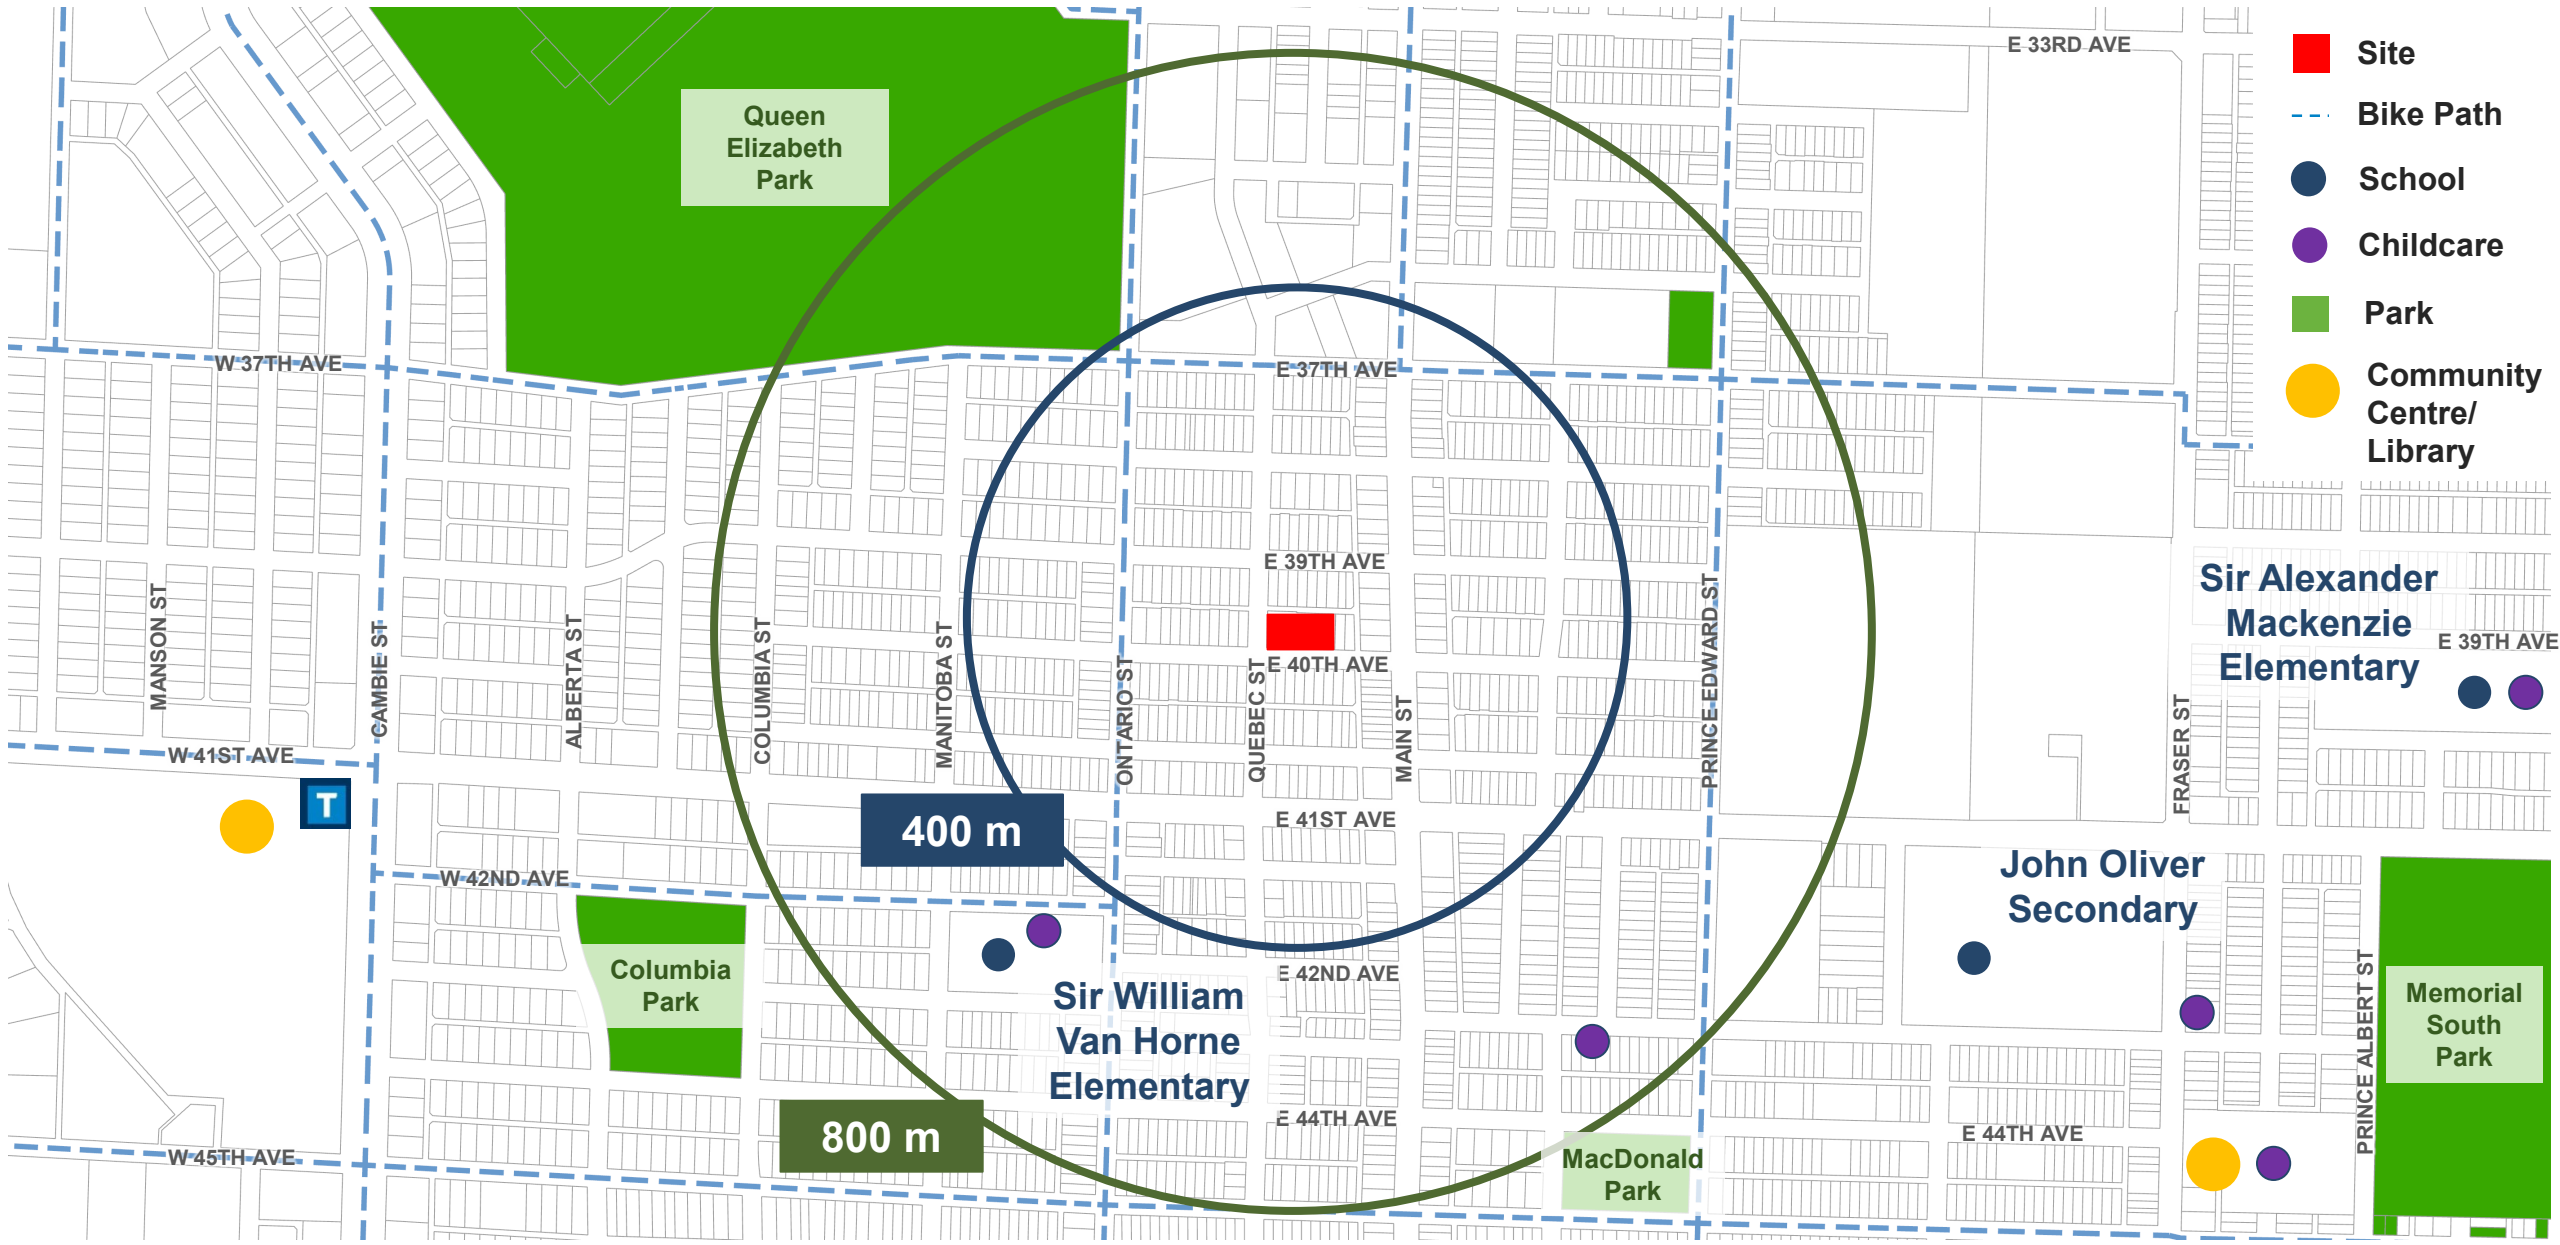 E 33RD AVE
Site
Bike Path
School
Childcare
Park
Community
Centre/
Library
Queen
Elizabeth
Park
W 37TH AVE
E 37TH AVE
E 39TH AVE
E 40TH AVE
Sir Alexander
Mackenzie
Elementary
E 39TH AVE
MANSON ST
CAMBIE ST
ALBERTA ST
COLUMBIA ST
MANITOBA ST
ONTARIO ST
QUEBEC ST
MAIN ST
PRINCE EDWARD ST
FRASER ST
W 41ST AVE
T
400 m
E 41ST AVE
W 42ND AVE
John Oliver
Secondary
Columbia
Park
E 42ND AVE
Sir William
Van Horne
Elementary
PRINCE ALBERT ST
Memorial
South
Park
800 m
E 44TH AVE
E 44TH AVE
W 45TH AVE
MacDonald
Park